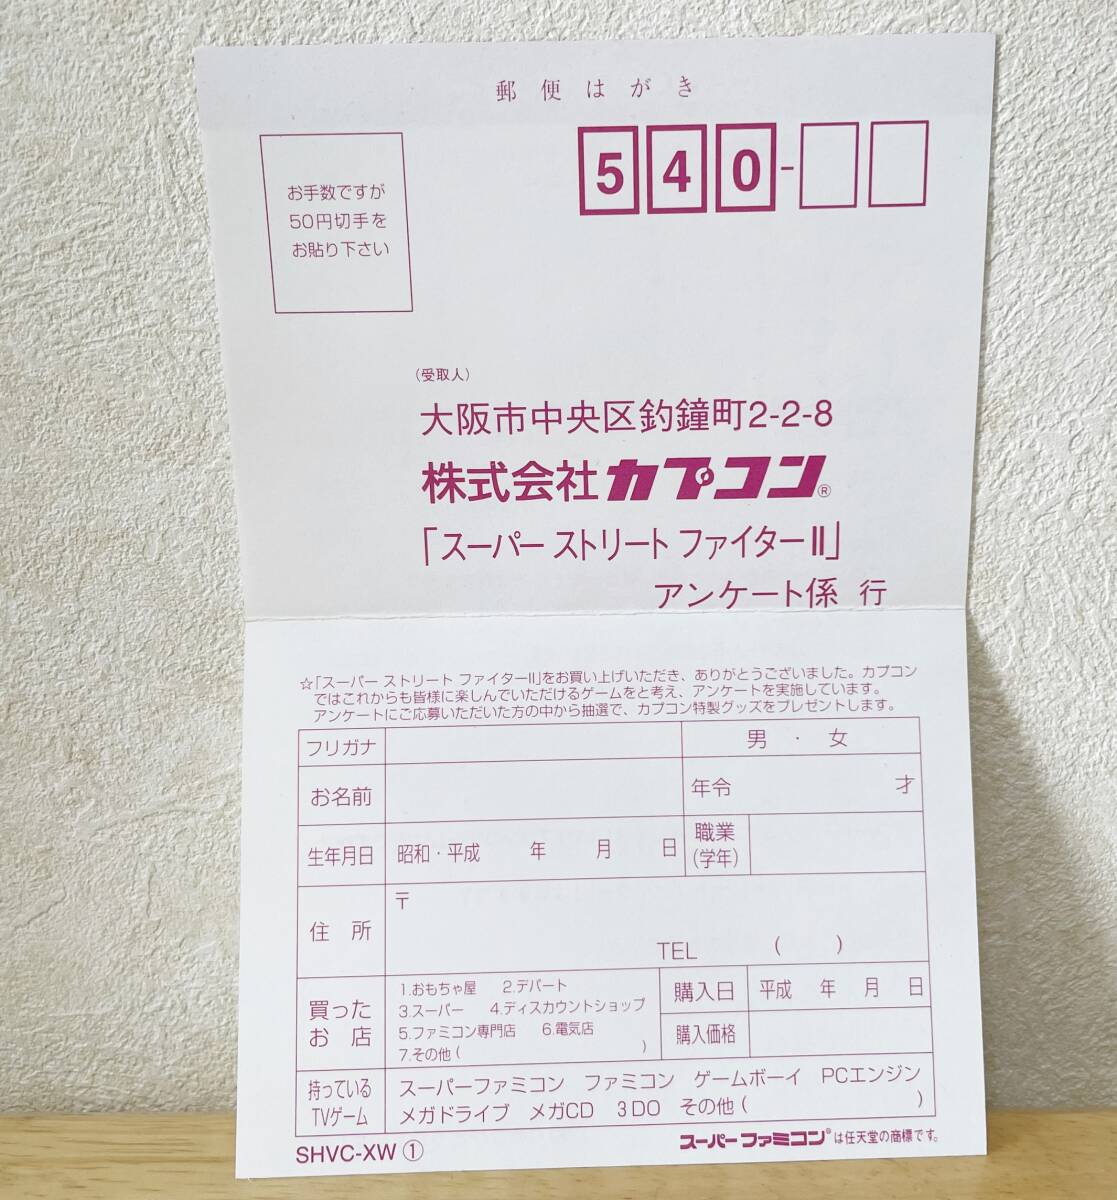 郵便はがき
540-
お手数ですが
50円切手を
お貼り下さい
(受取人)
大阪市中央区釣鐘町2-2-8
株式会社カプコン®
「スーパー ストリート ファイターII」
アンケート係 行
☆「スーパー ストリート ファイターII」をお買い上げいただき、ありがとうございました。カプコン
ではこれからも皆様に楽しんでいただけるゲームをと考え、アンケートを実施しています。
アンケートにご応募いただいた方の中から抽選で、カプコン特製グッズをプレゼントします。
フリガナ 男・女
お名前 年令 才
生年月日 昭和・平成 年 月 日 職業
(学年)
住所 〒
TEL ( )
買った
お店
1.おもちゃ屋 2.デパート
3.スーパー 4.ディスカウントショップ
5.ファミコン専門店 6.電気店
7.その他( )
購入日 平成 年 月 日
購入価格
持っている
TVゲーム
スーパーファミコン ファミコン ゲームボーイ PCエンジン
メガドライブ メガCD 3DO その他( )
SHVC-XW ①
スーパーファミコン®は任天堂の商標です。